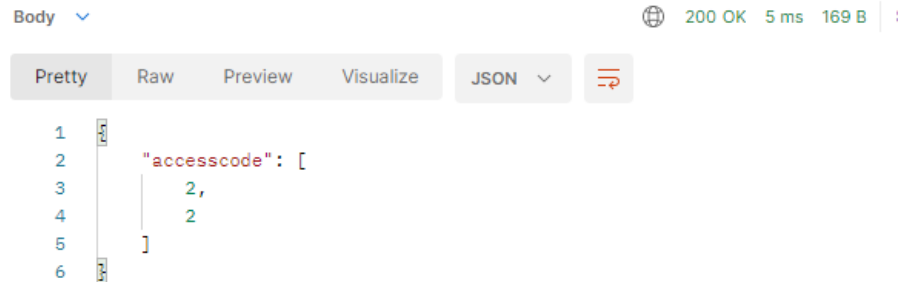 Body 200 OK 5 ms 169 B
Pretty Raw Preview Visualize JSON
1 {
2 "accesscode": [
3 2,
4 2
5 ]
6 }